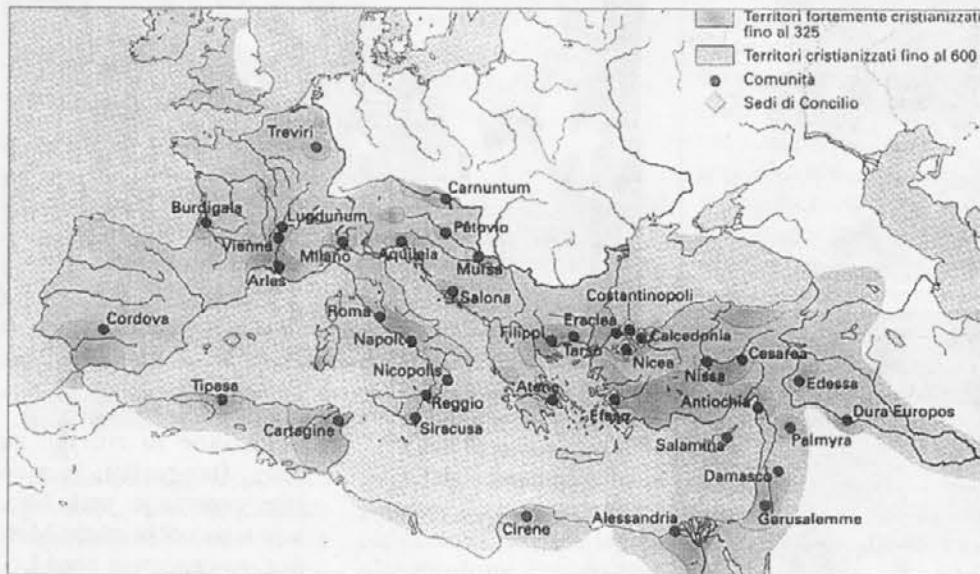 Territori fortemente cristianizzati
fino al 325
Territori cristianizzati fino al 600
Comunità
Sedi di Concilio
Treviri
Carnuntum
Burdigala
Lugdunum
Petovio
Vienne
Milano
Aquileia
Mursa
Arles
Salona
Costantinopoli
Roma
Cordova
Eraclea
Filippi
Calcedonia
Napoli
Tarso
Nicea
Cesarea
Nissa
Nicopolis
Edessa
Tipasa
Atene
Antiochia
Reggio
Efeso
Dura Europos
Cartagine
Siracusa
Palmyra
Salamina
Damasco
Cirene
Alessandria
Gerusalemme